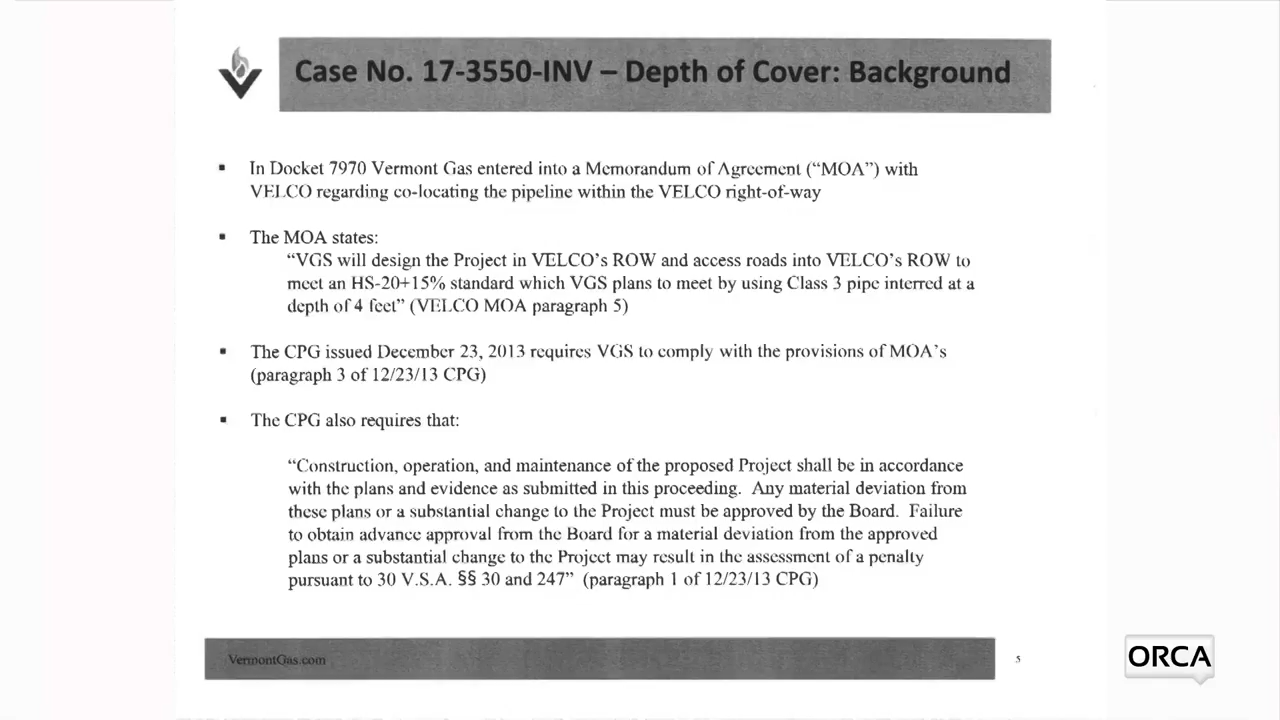 Case No. 17-3550-INV – Depth of Cover: Background
▪ In Docket 7970 Vermont Gas entered into a Memorandum of Agreement (“MOA”) with
VELCO regarding co-locating the pipeline within the VELCO right-of-way
▪ The MOA states:
“VGS will design the Project in VELCO’s ROW and access roads into VELCO’s ROW to
meet an HS-20+15% standard which VGS plans to meet by using Class 3 pipe interred at a
depth of 4 feet” (VELCO MOA paragraph 5)
▪ The CPG issued December 23, 2013 requires VGS to comply with the provisions of MOA’s
(paragraph 3 of 12/23/13 CPG)
▪ The CPG also requires that:
“Construction, operation, and maintenance of the proposed Project shall be in accordance
with the plans and evidence as submitted in this proceeding. Any material deviation from
these plans or a substantial change to the Project must be approved by the Board. Failure
to obtain advance approval from the Board for a material deviation from the approved
plans or a substantial change to the Project may result in the assessment of a penalty
pursuant to 30 V.S.A. §§ 30 and 247” (paragraph 1 of 12/23/13 CPG)
VermontGas.com
5
ORCA